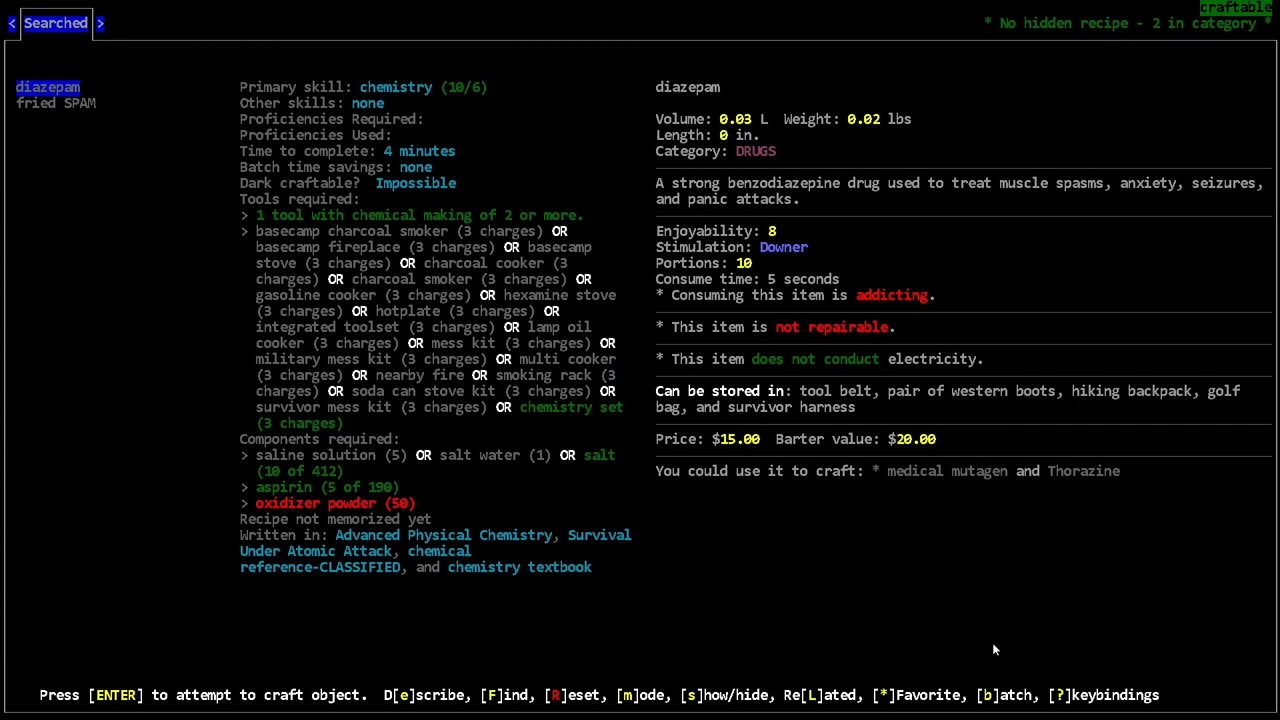 craftable
< Searched >
* No hidden recipe - 2 in category *
diazepam
fried SPAM
Primary skill: chemistry (10/6)
Other skills: none
Proficiencies Required:
Proficiencies Used:
Time to complete: 4 minutes
Batch time savings: none
Dark craftable? Impossible
Tools required:
> 1 tool with chemical making of 2 or more.
> basecamp charcoal smoker (3 charges) OR
basecamp fireplace (3 charges) OR basecamp
stove (3 charges) OR charcoal cooker (3
charges) OR charcoal smoker (3 charges) OR
gasoline cooker (3 charges) OR hexamine stove
(3 charges) OR hotplate (3 charges) OR
integrated toolset (3 charges) OR lamp oil
cooker (3 charges) OR mess kit (3 charges) OR
military mess kit (3 charges) OR multi cooker
(3 charges) OR nearby fire OR smoking rack (3
charges) OR soda can stove kit (3 charges) OR
survivor mess kit (3 charges) OR chemistry set
(3 charges)
Components required:
> saline solution (5) OR salt water (1) OR salt
(10 of 412)
> aspirin (5 of 190)
> oxidizer powder (50)
Recipe not memorized yet
Written in: Advanced Physical Chemistry, Survival
Under Atomic Attack, chemical
reference-CLASSIFIED, and chemistry textbook
diazepam
Volume: 0.03 L Weight: 0.02 lbs
Length: 0 in.
Category: DRUGS
A strong benzodiazepine drug used to treat muscle spasms, anxiety, seizures,
and panic attacks.
Enjoyability: 8
Stimulation: Downer
Portions: 10
Consume time: 5 seconds
* Consuming this item is addicting.
* This item is not repairable.
* This item does not conduct electricity.
Can be stored in: tool belt, pair of western boots, hiking backpack, golf
bag, and survivor harness
Price: $15.00 Barter value: $20.00
You could use it to craft: * medical mutagen and Thorazine
Press [ENTER] to attempt to craft object. D[e]scribe, [F]ind, [R]eset, [m]ode, [s]how/hide, Re[L]ated, [*]Favorite, [b]atch, [?]keybindings